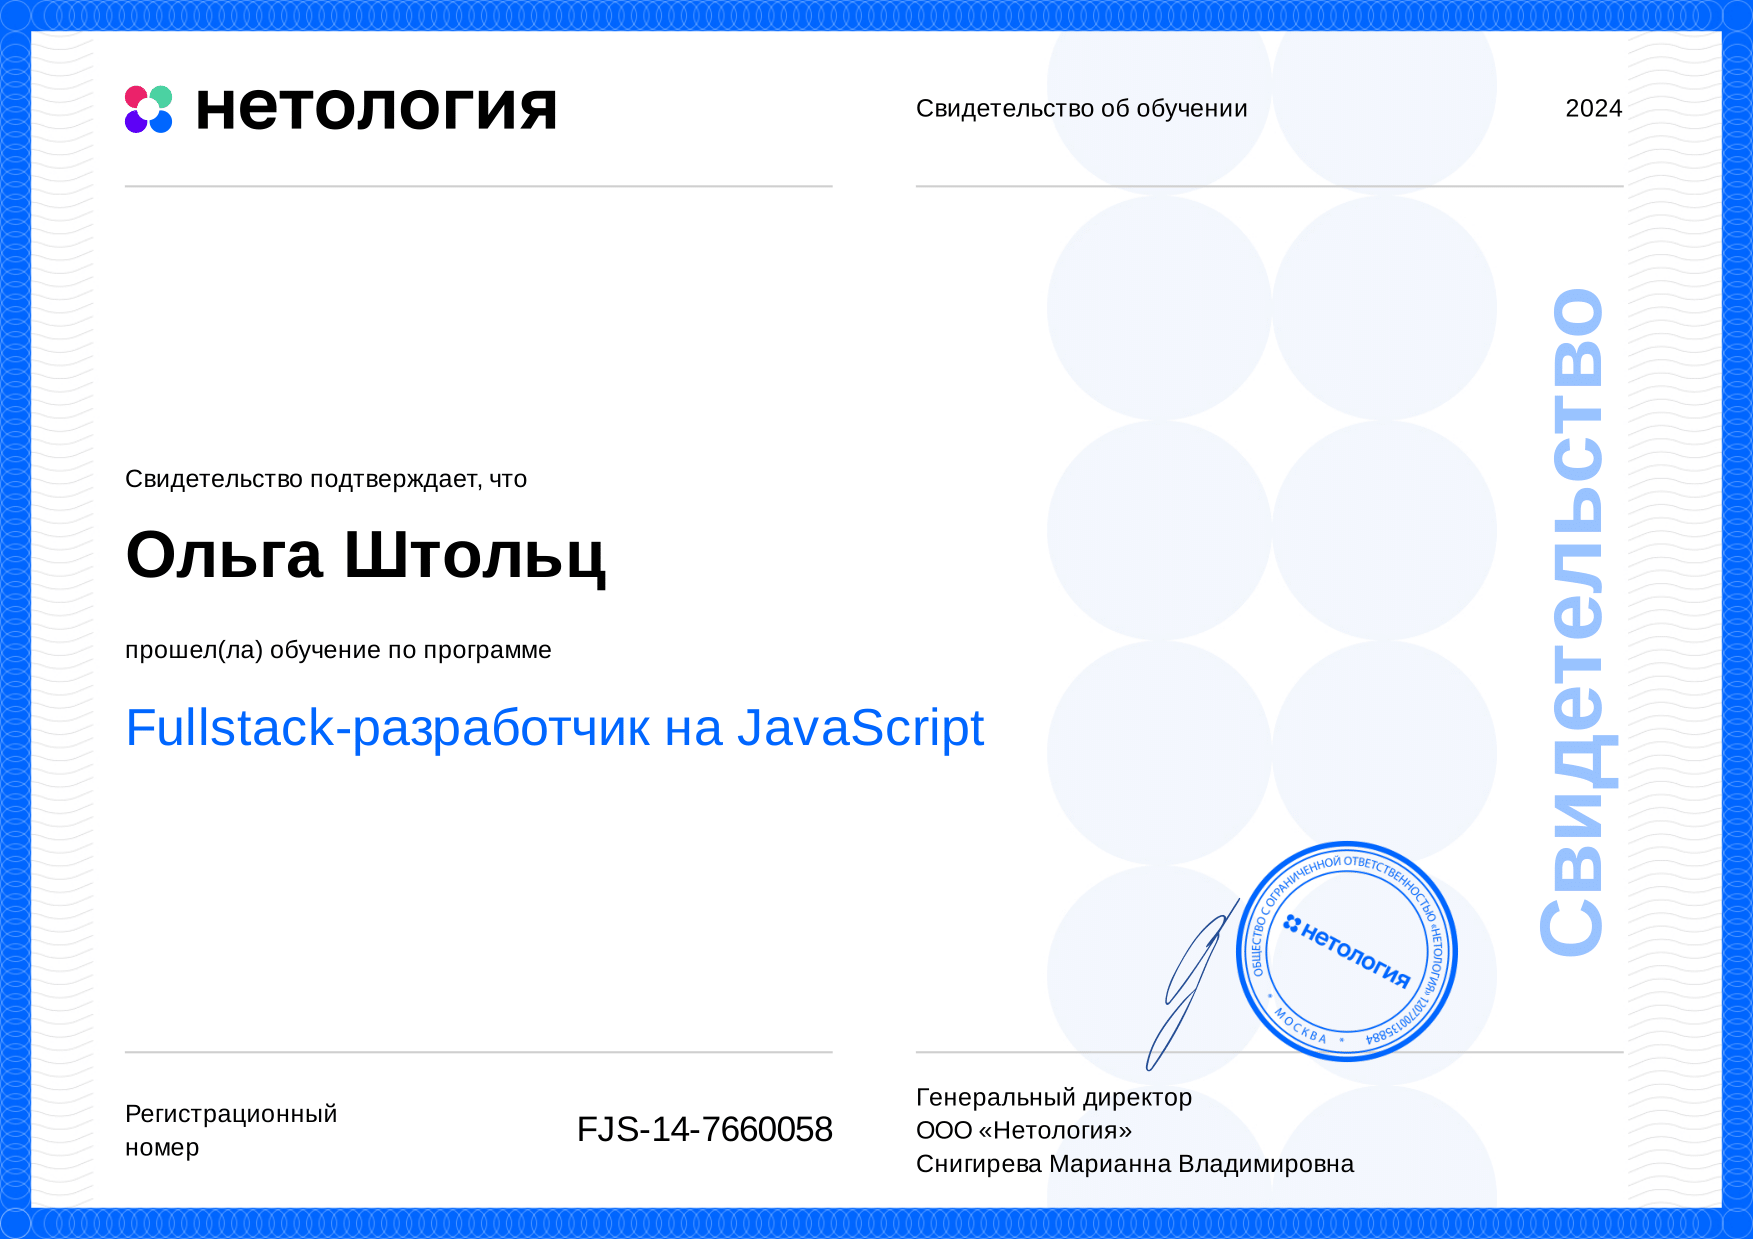 нетология
Свидетельство об обучении
2024
Свидетельство подтверждает, что
Ольга Штольц
прошел(ла) обучение по программе
Fullstack-разработчик на JavaScript
Свидетельство
ОБЩЕСТВО С ОГРАНИЧЕННОЙ ОТВЕТСТВЕННОСТЬЮ «НЕТОЛОГИЯ» 1207700135884
* МОСКВА *
нетология
Регистрационный
номер
FJS-14-7660058
Генеральный директор
ООО «Нетология»
Снигирева Марианна Владимировна